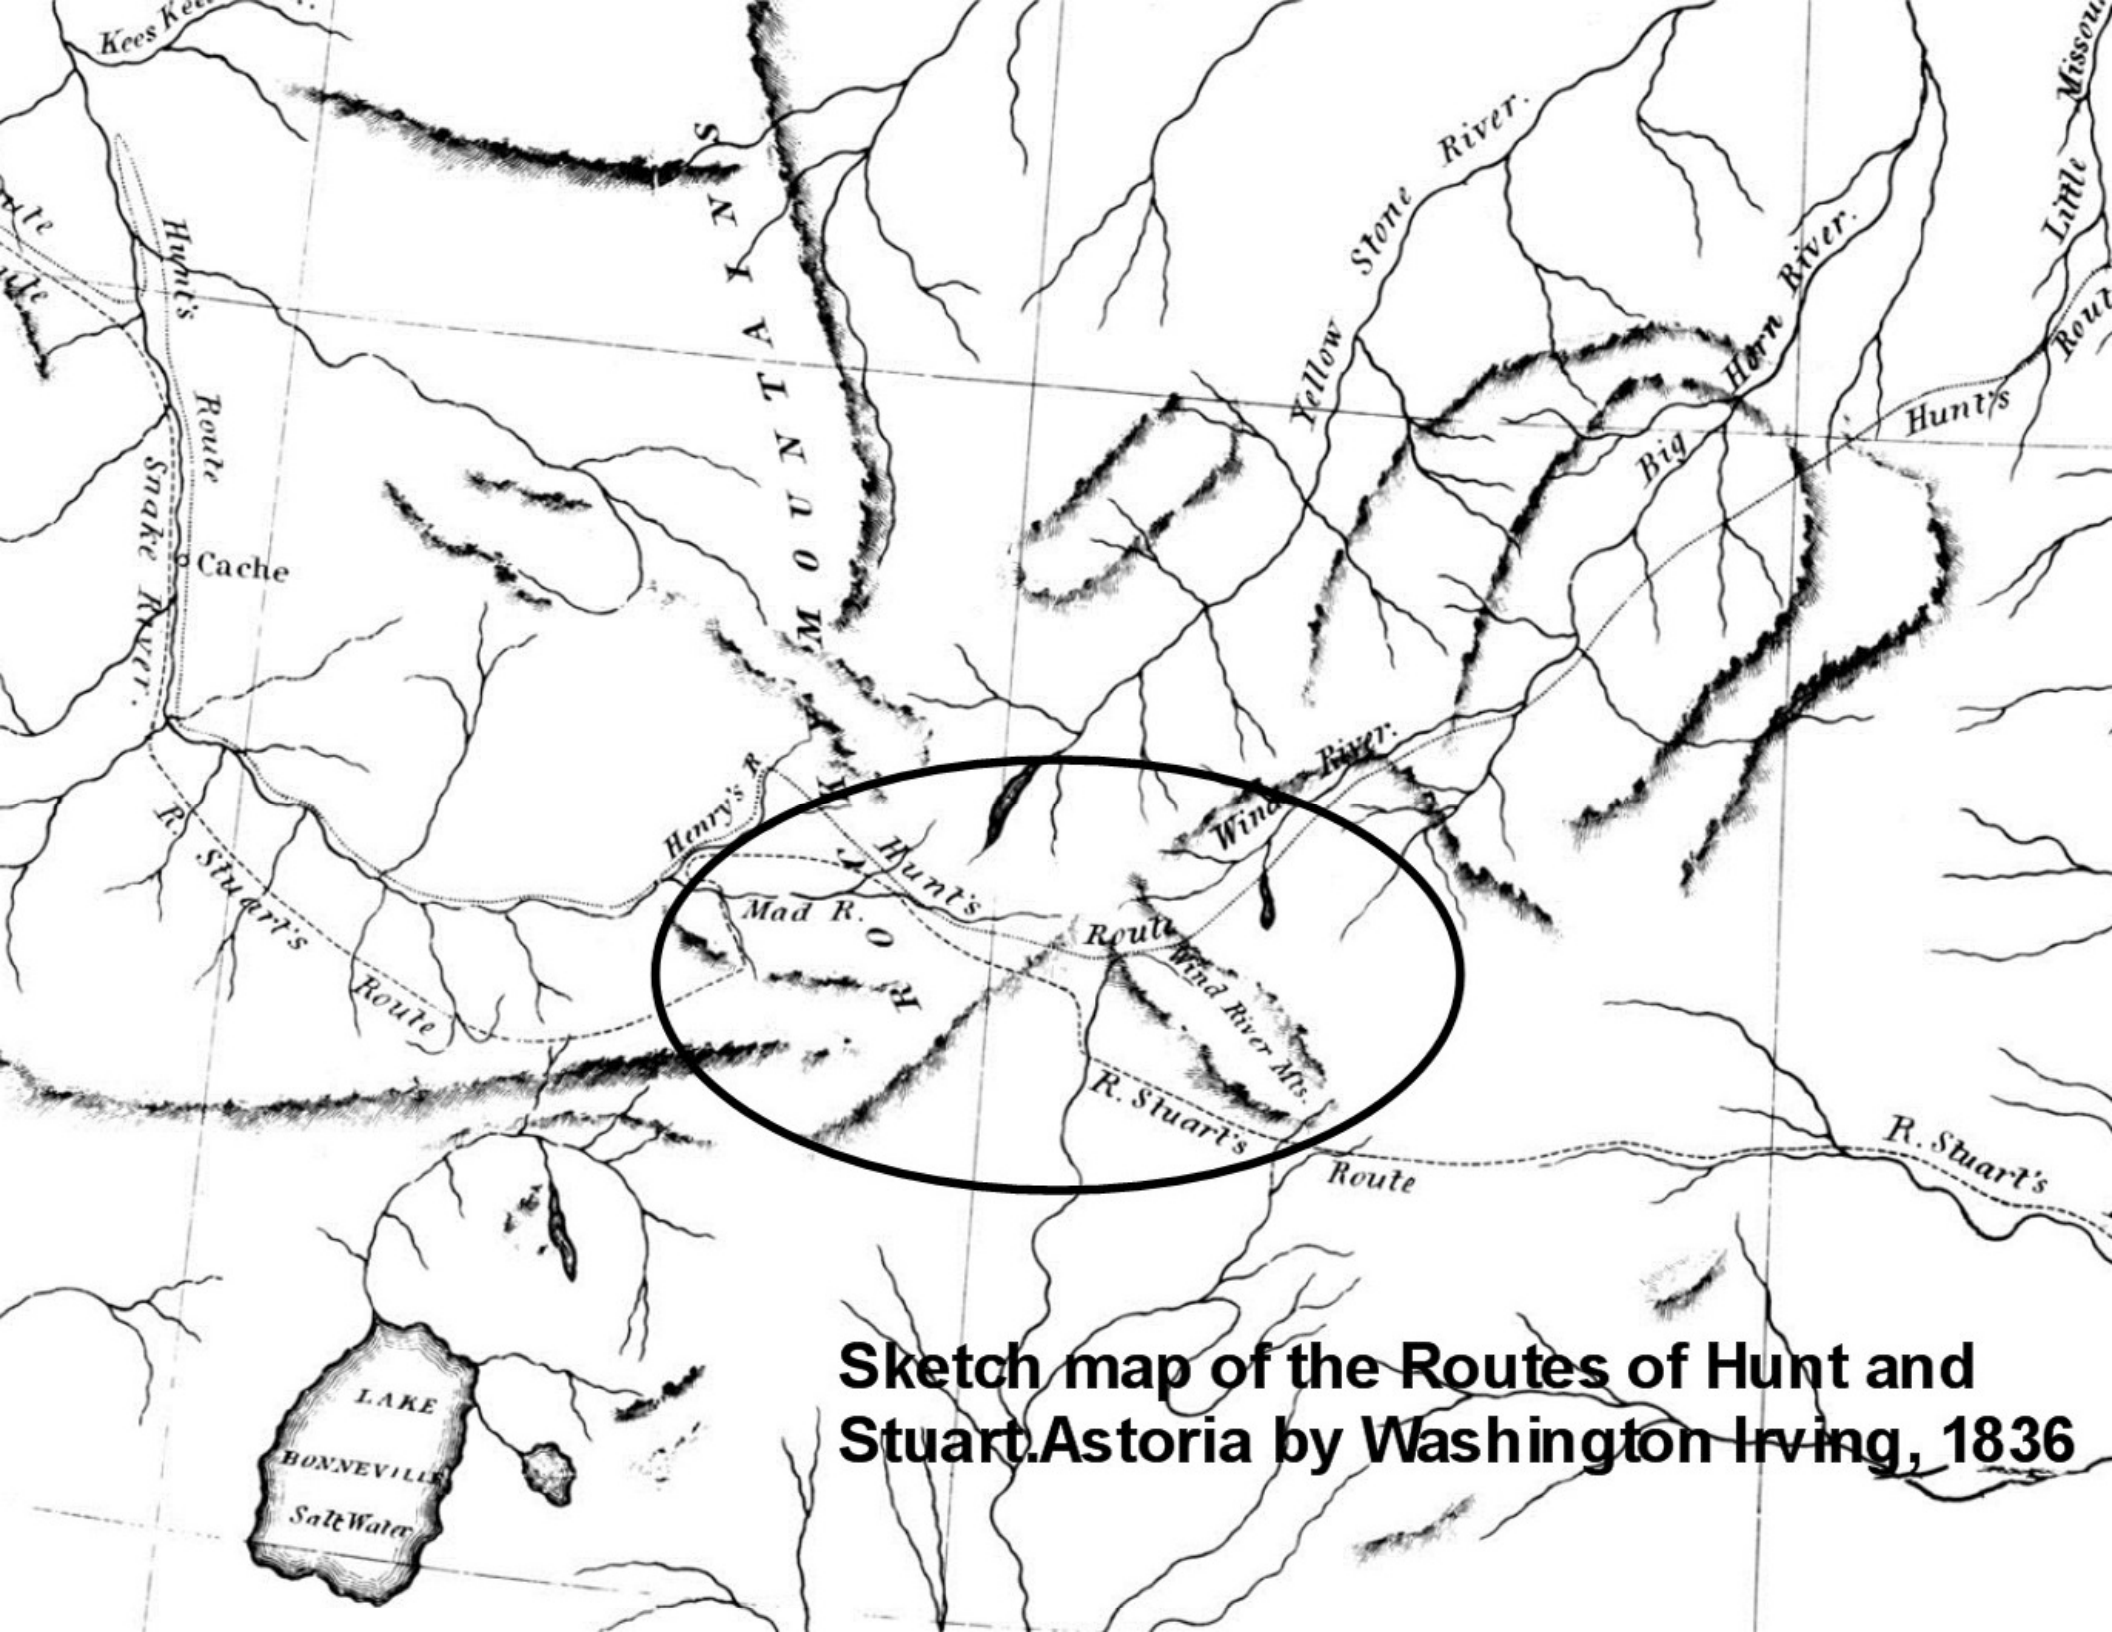 Kees Kee
Missou
Little
Route
Hunt's
Route
Snake River.
Cache
MOUNTAINS
ROCKY
Yellow Stone River.
Big Horn River.
Hunt's
Rout
Wind River.
Henry's R
Hunt's
Route
Mad R.
Wind River Mts.
R. Stuart's
Route
R. Stuart's
Route
R. Stuart's
LAKE
BONNEVILLE
Salt Water
Sketch map of the Routes of Hunt and
Stuart.Astoria by Washington Irving, 1836